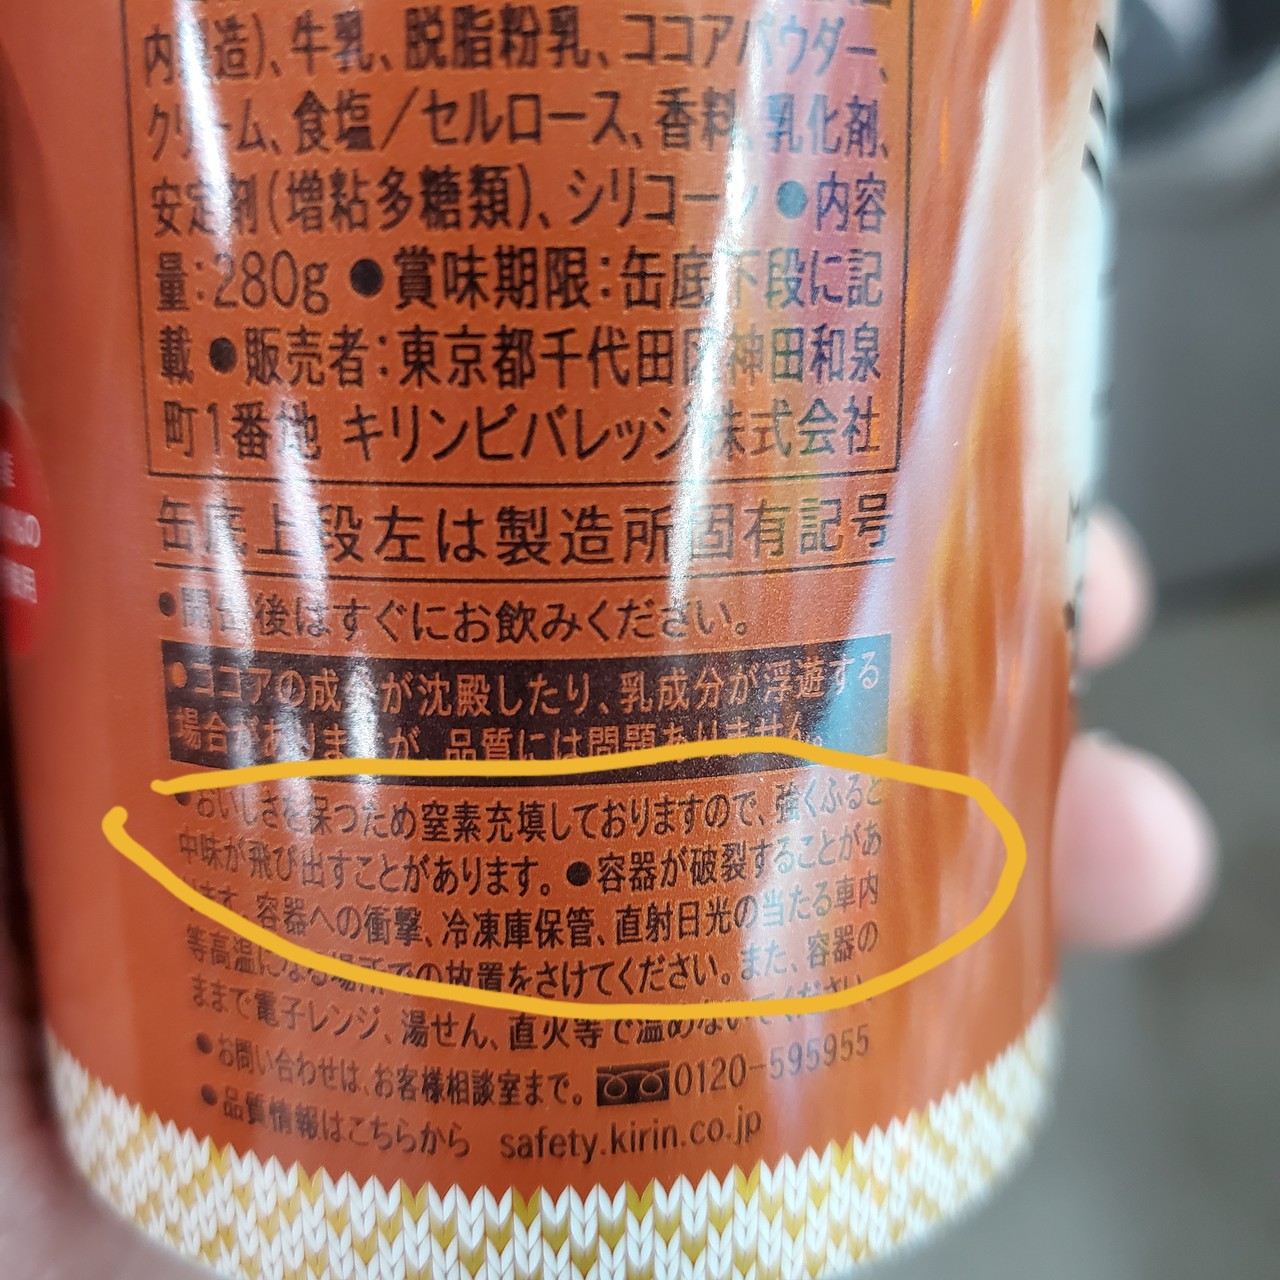 内製造)、牛乳、脱脂粉乳、ココアパウダー、
クリーム、食塩/セルロース、香料、乳化剤、
安定剤(増粘多糖類)、シリコーン ●内容
量:280g ●賞味期限:缶底下段に記
載 ●販売者:東京都千代田区神田和泉
町1番地 キリンビバレッジ株式会社
缶底上段左は製造所固有記号
●開缶後はすぐにお飲みください。
●ココアの成分が沈殿したり、乳成分が浮遊する
場合がありますが、品質には問題ありません。
●おいしさを保つため窒素充填しておりますので、強くふると
中味が飛び出すことがあります。●容器が破裂することがあ
ります。容器への衝撃、冷凍庫保管、直射日光の当たる車内
等高温になる場所での放置をさけてください。また、容器の
ままで電子レンジ、湯せん、直火等で温めないでください。
●お問い合わせは、お客様相談室まで。0120-595955
●品質情報はこちらから safety.kirin.co.jp